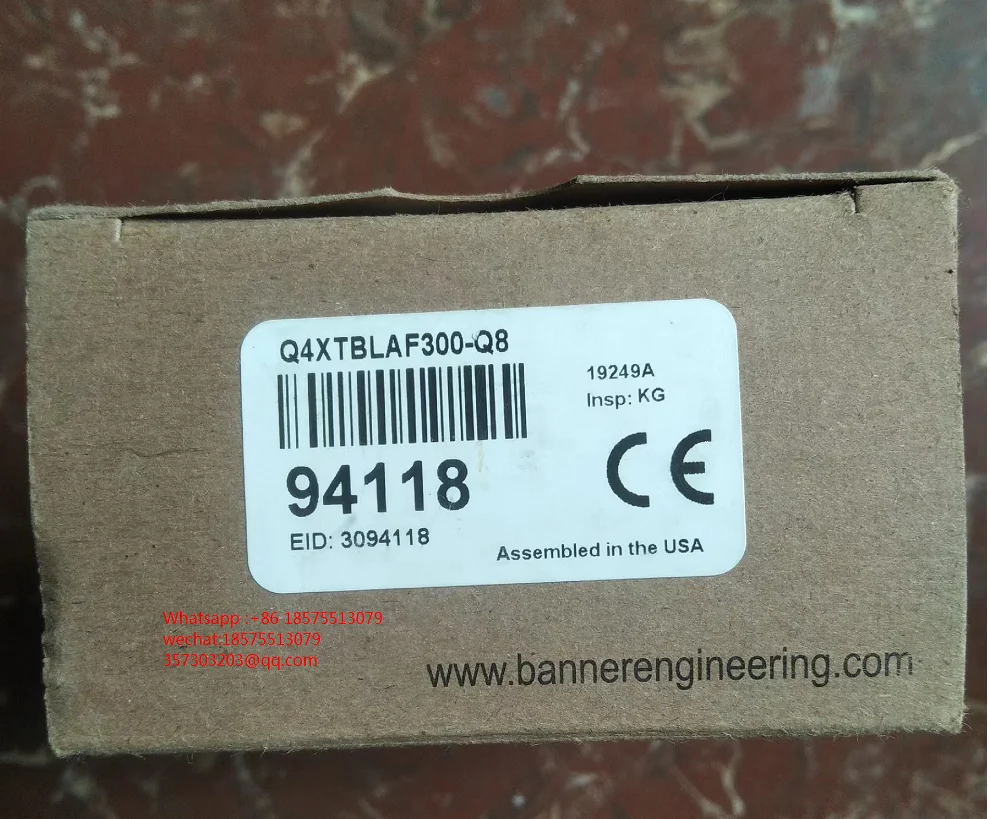 Q4XTBLAF300-Q8
19249A
Insp: KG
94118
CE
EID: 3094118
Assembled in the USA
Whatsapp :+86 18575513079
wechat:18575513079
357303203@qq.com
www.bannerengineering.com